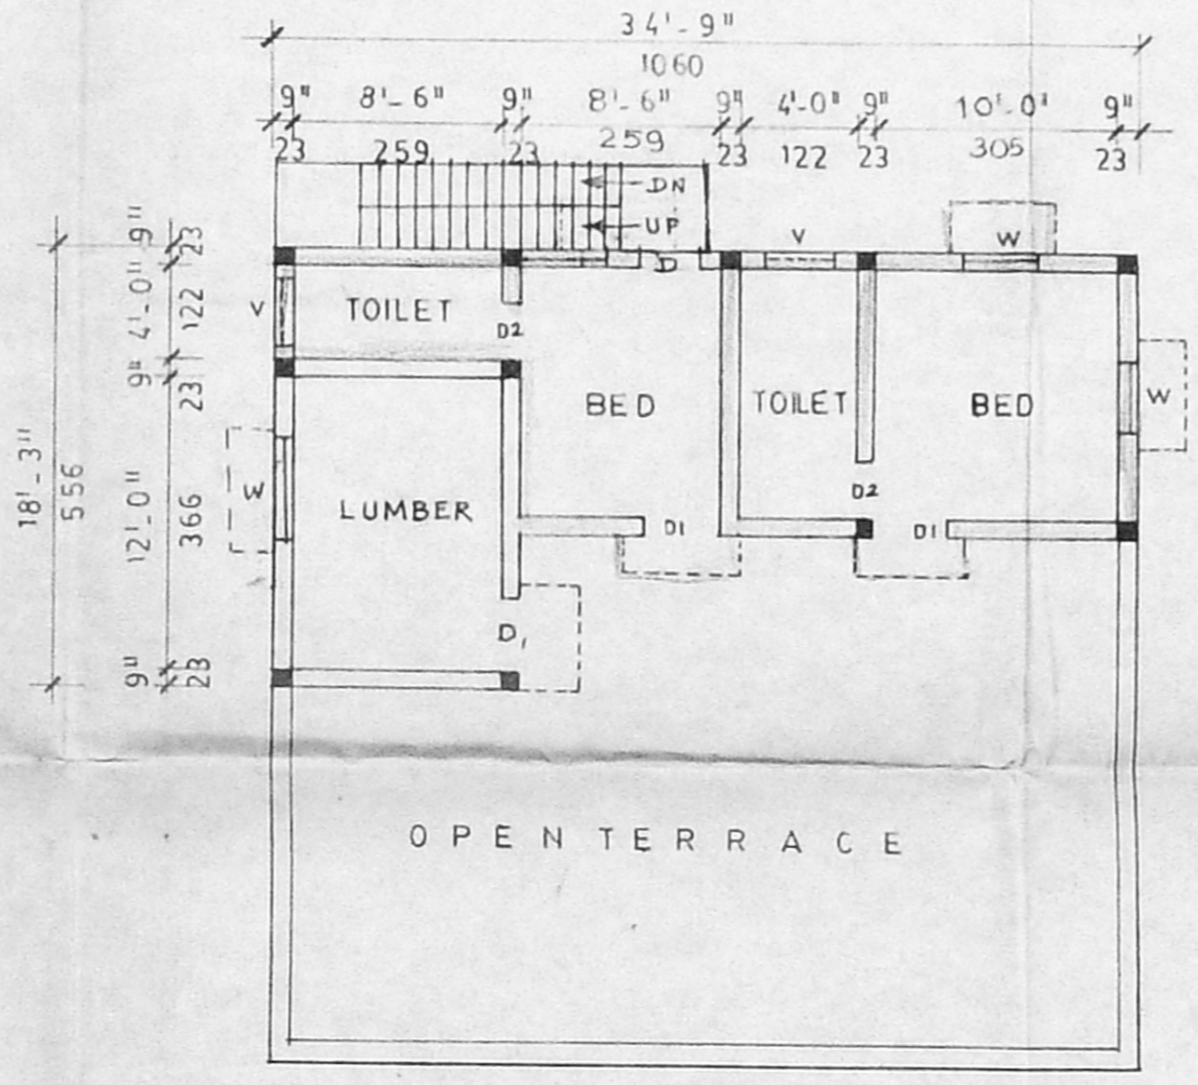 34'-9"
1060
9" 8'-6" 9" 8'-6" 9" 4'-0" 9" 10'-0" 9"
23 259 23 259 23 122 23 305 23
DN
UP
V W
D
9" 23
4'-0" 122
V TOILET D2
9" 23
BED TOILET BED W
18'-3" 556
12'-0" 366
W LUMBER D2
D1 D1
D1
9" 23
OPEN TERRACE